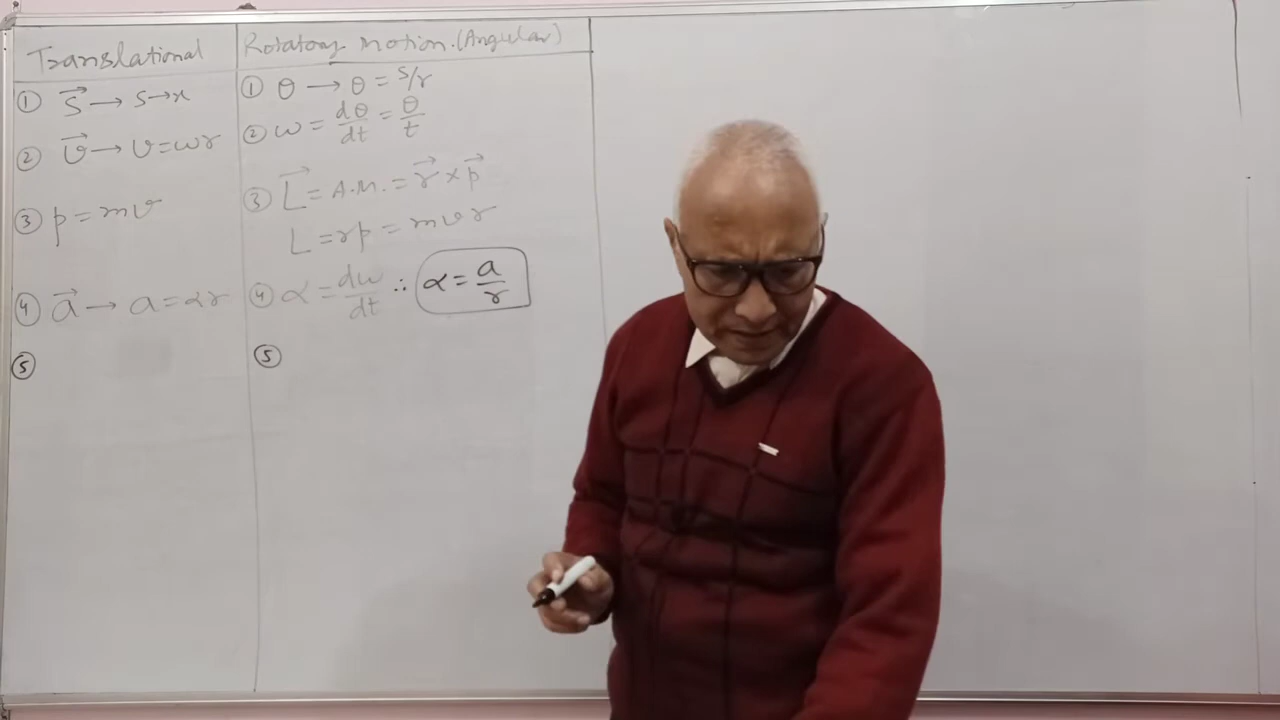 Translational
① S⃗ → S→x
② v⃗ → v=ωr
③ p = mv
④ a⃗ → a = αr
⑤
Rotatory Motion. (Angular)
① θ → θ = s/r
② ω = dθ/dt = θ/t
③ L⃗ = A.M. = r⃗ × p⃗
L = rp = mvr
④ α = dω/dt ∴ α = a/r
⑤